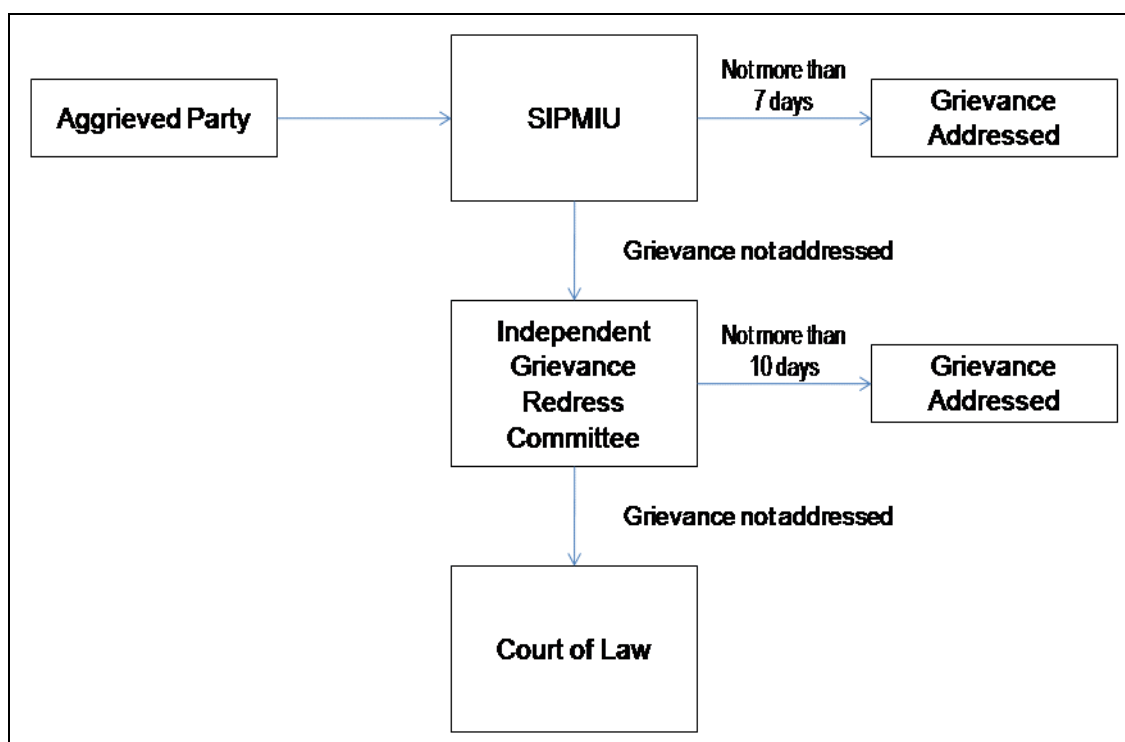 Aggrieved Party
SIPMIU
Not more than
7 days
Grievance
Addressed
Grievance not addressed
Independent
Grievance
Redress
Committee
Not more than
10 days
Grievance
Addressed
Grievance not addressed
Court of Law